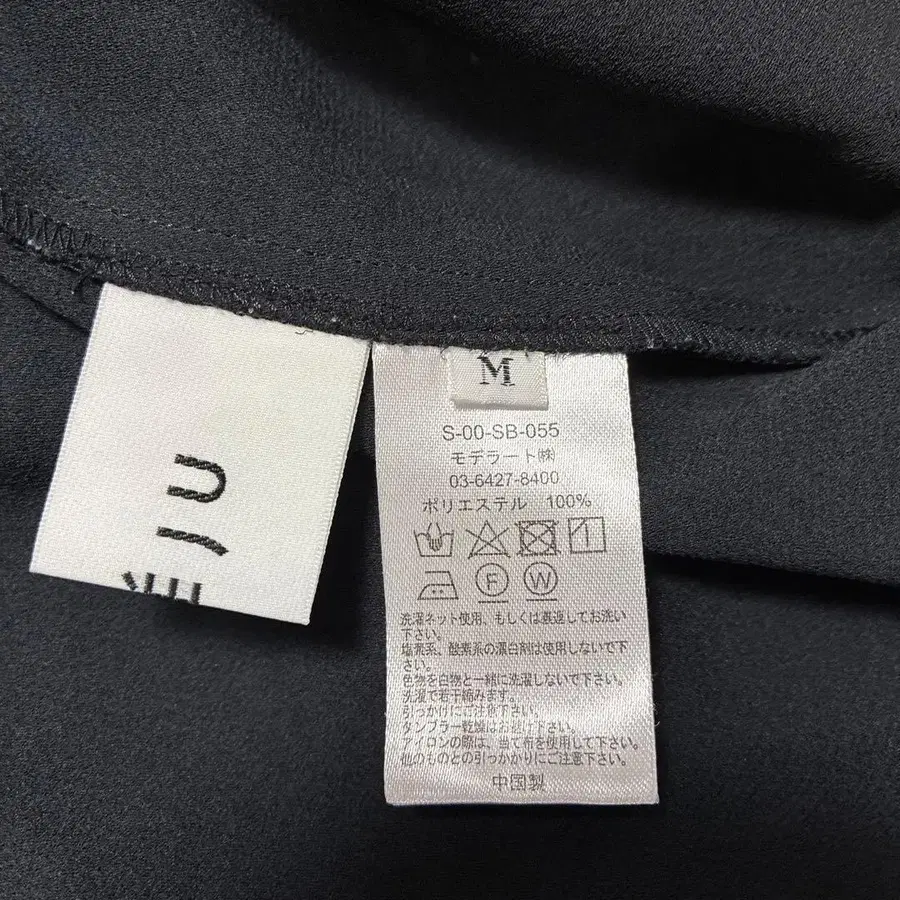 M
S-00-SB-055
モデラート㈱
03-6427-8400
ポリエステル 100%
F W
洗濯ネット使用、もしくは裏返してお洗い
下さい。
塩素系、酸素系の漂白剤は使用しないで下
さい。
色物を白物と一緒に洗濯しないで下さい。
洗濯で若干縮みます。
引っかけにご注意下さい。
タンブラー乾燥はお避け下さい。
アイロンの際は、当て布を使用して下さい。
他のものとの引っかかりにご注意下さい。
中国製